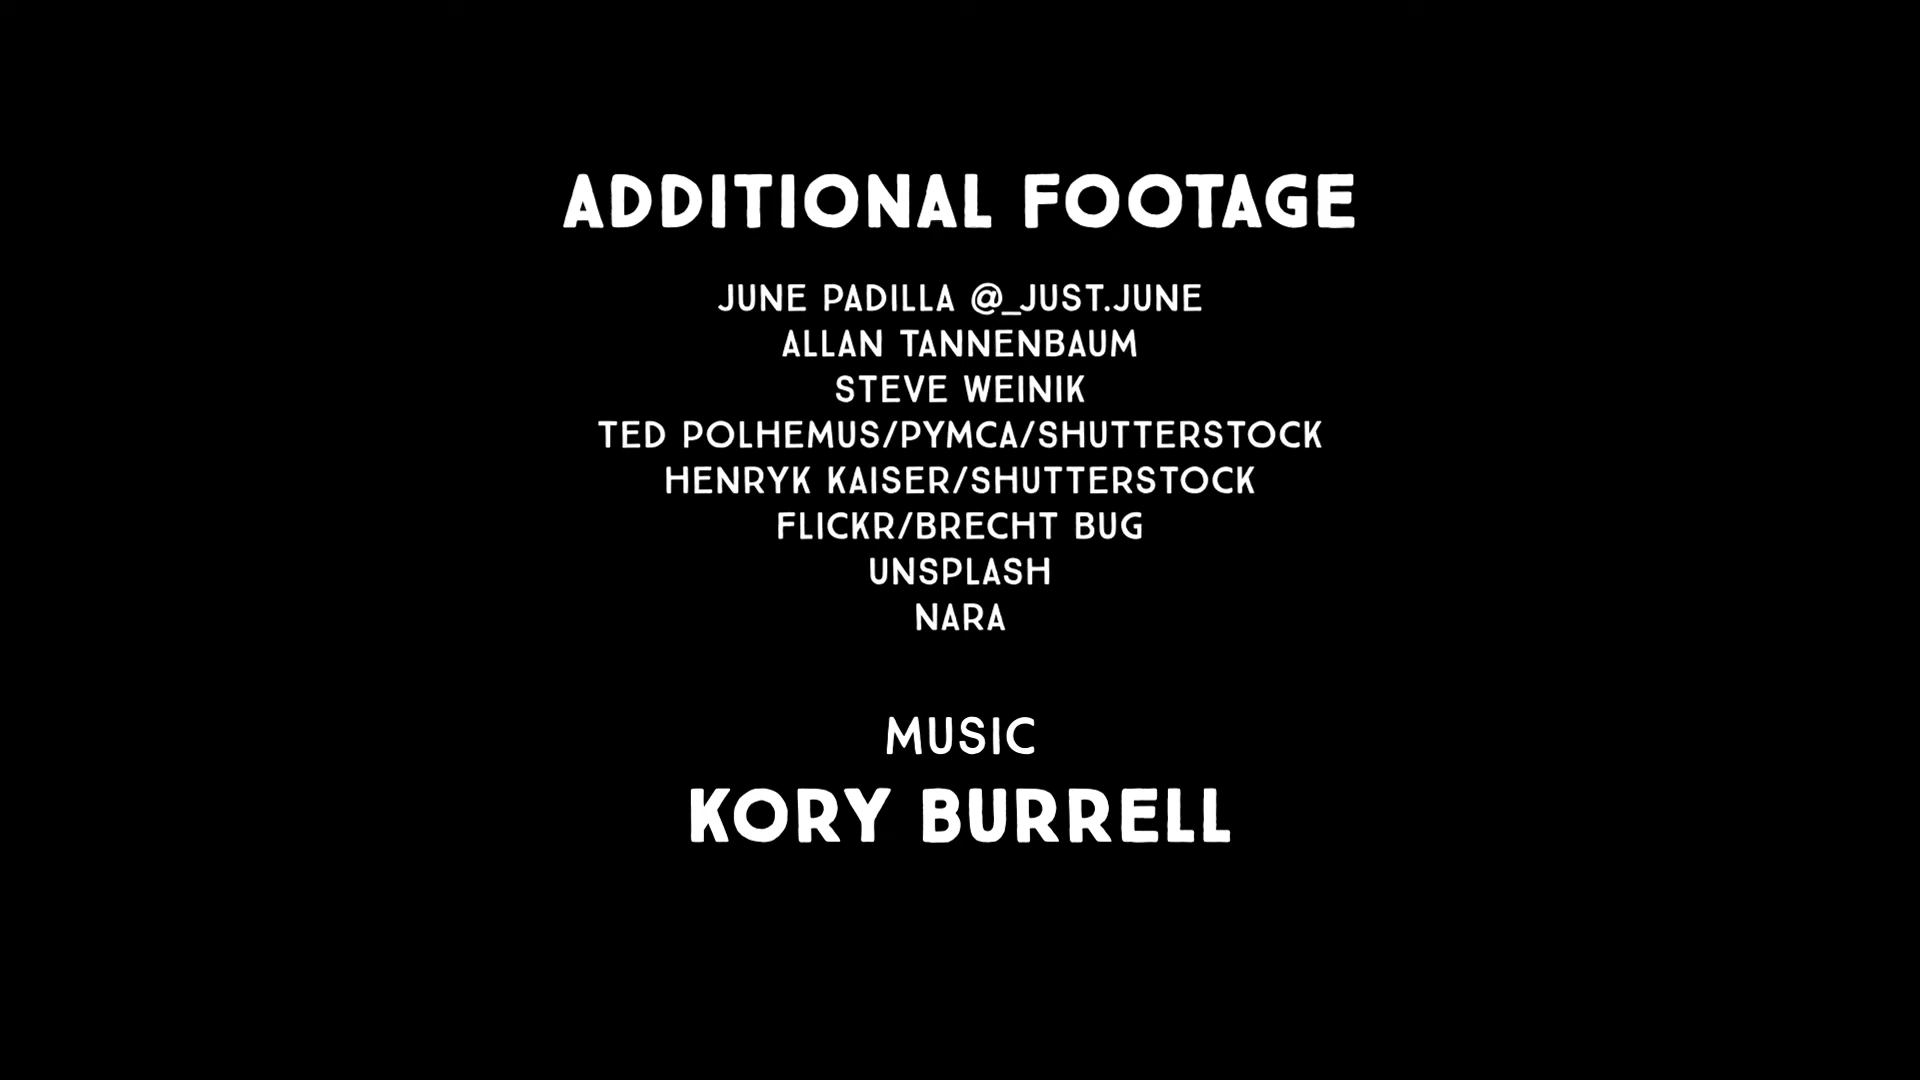 ADDITIONAL FOOTAGE
JUNE PADILLA @_JUST.JUNE
ALLAN TANNENBAUM
STEVE WEINIK
TED POLHEMUS/PYMCA/SHUTTERSTOCK
HENRYK KAISER/SHUTTERSTOCK
FLICKR/BRECHT BUG
UNSPLASH
NARA
MUSIC
KORY BURRELL